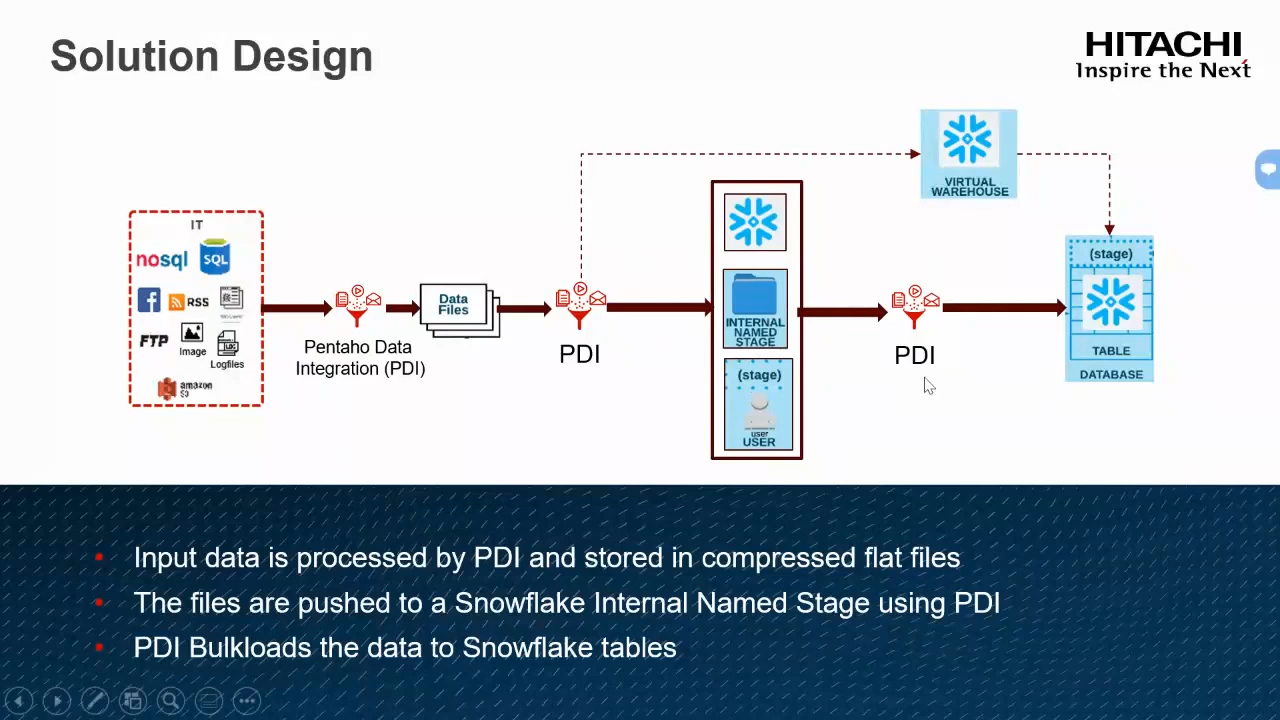 Solution Design
HITACHI
Inspire the Next
VIRTUAL
WAREHOUSE
IT
nosql
SQL
RSS
FTP
Image
LOG
Logfiles
amazon
S3
Pentaho Data
Integration (PDI)
Data
Files
PDI
INTERNAL
NAMED
STAGE
(stage)
user
USER
PDI
(stage)
TABLE
DATABASE
Input data is processed by PDI and stored in compressed flat files
The files are pushed to a Snowflake Internal Named Stage using PDI
PDI Bulkloads the data to Snowflake tables